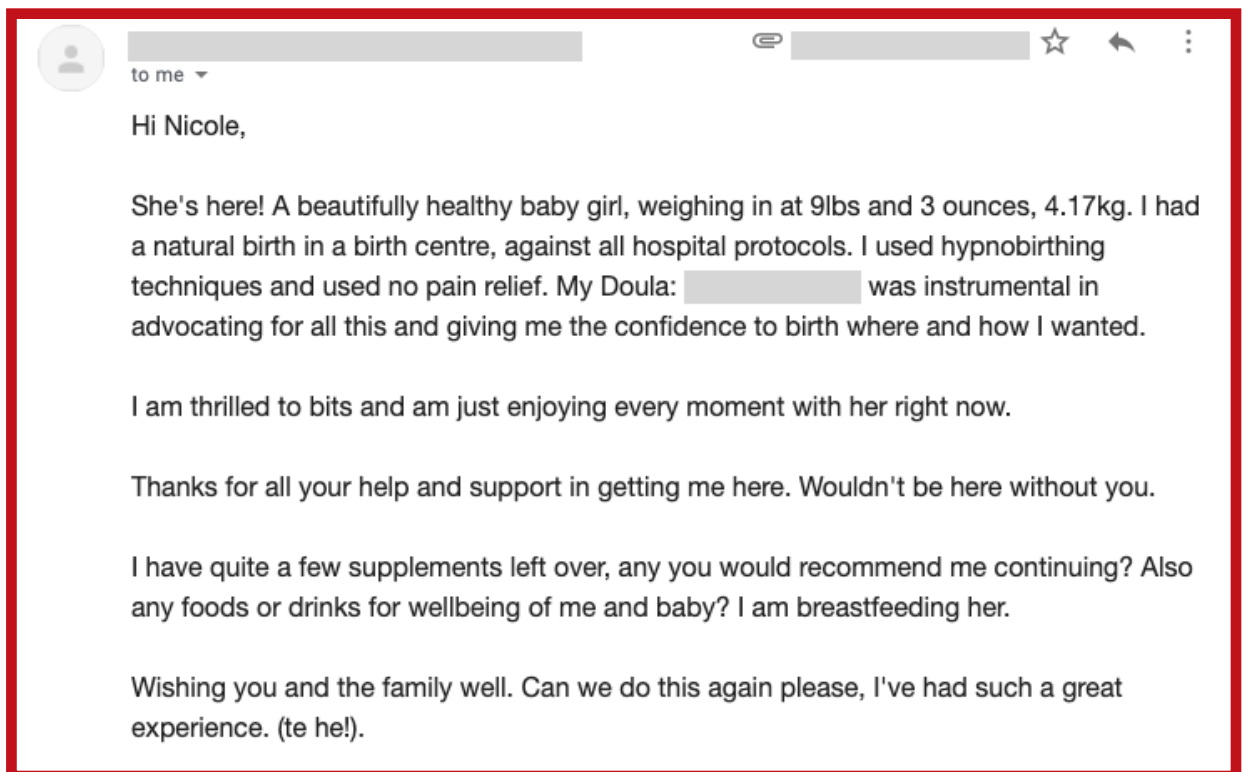 to me
Hi Nicole,
She's here! A beautifully healthy baby girl, weighing in at 9lbs and 3 ounces, 4.17kg. I had
a natural birth in a birth centre, against all hospital protocols. I used hypnobirthing
techniques and used no pain relief. My Doula: was instrumental in
advocating for all this and giving me the confidence to birth where and how I wanted.
I am thrilled to bits and am just enjoying every moment with her right now.
Thanks for all your help and support in getting me here. Wouldn't be here without you.
I have quite a few supplements left over, any you would recommend me continuing? Also
any foods or drinks for wellbeing of me and baby? I am breastfeeding her.
Wishing you and the family well. Can we do this again please, I've had such a great
experience. (te he!).